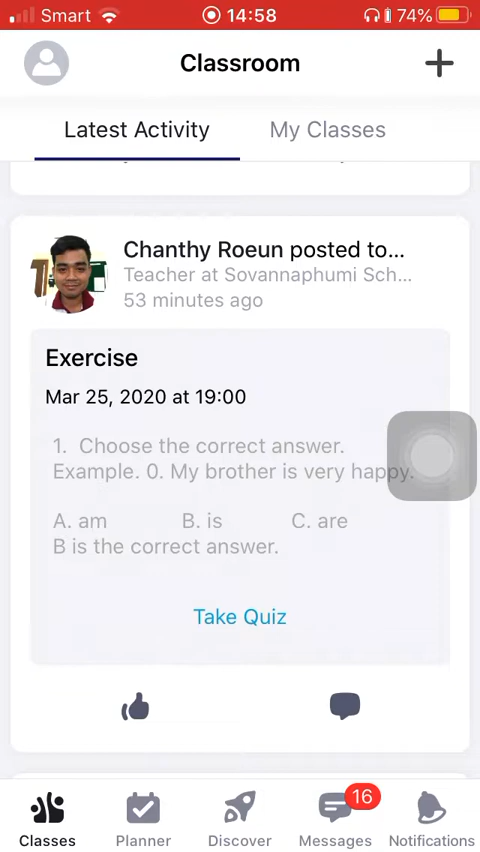 Smart 14:58 74%
Classroom
Latest Activity My Classes
Chanthy Roeun posted to...
Teacher at Sovannaphumi Sch...
53 minutes ago
Exercise
Mar 25, 2020 at 19:00
1. Choose the correct answer.
Example. 0. My brother is very happy.
A. am B. is C. are
B is the correct answer.
Take Quiz
16
Classes Planner Discover Messages Notifications